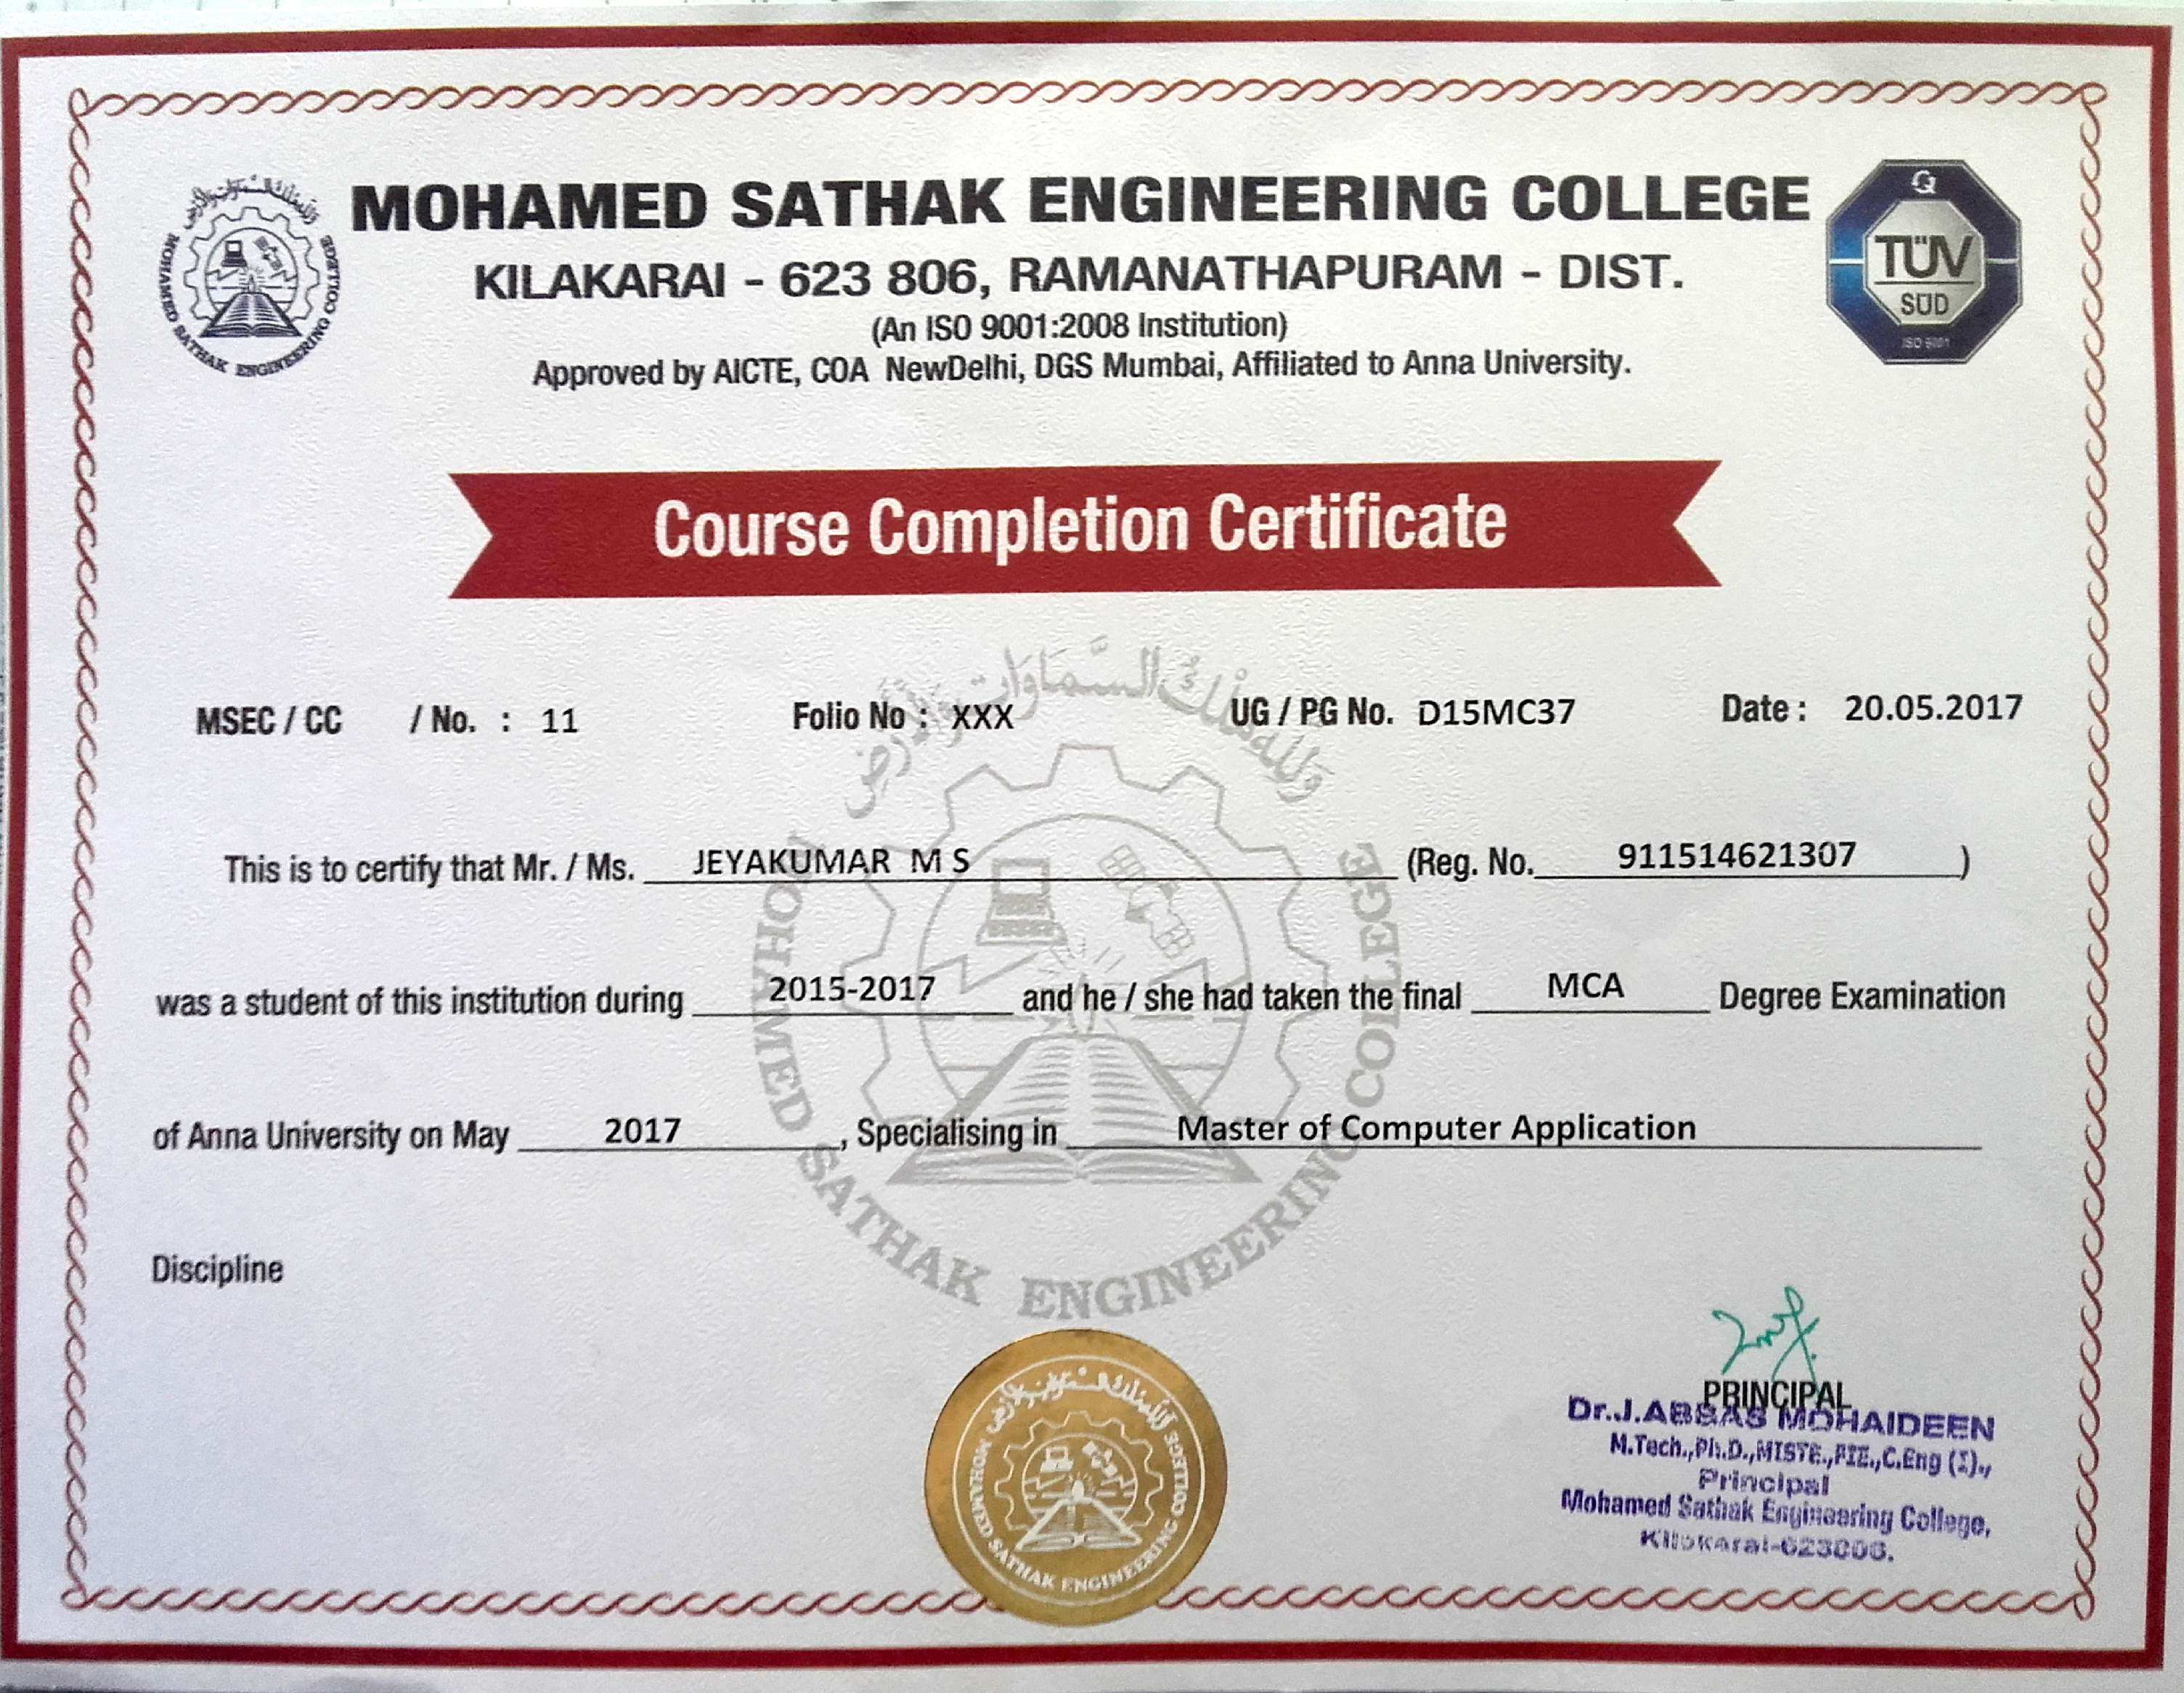 MOHAMED SATHAK ENGINEERING COLLEGE
KILAKARAI - 623 806, RAMANATHAPURAM - DIST.
(An ISO 9001:2008 Institution)
Approved by AICTE, COA NewDelhi, DGS Mumbai, Affiliated to Anna University.
MOHAMED SATHAK ENGINEERING COLLEGE
TÜV
SÜD
ISO 9001
Course Completion Certificate
MSEC / CC / No. : 11 Folio No : XXX UG / PG No. D15MC37 Date : 20.05.2017
This is to certify that Mr. / Ms. JEYAKUMAR M S (Reg. No. 911514621307 )
was a student of this institution during 2015-2017 and he / she had taken the final MCA Degree Examination
of Anna University on May 2017 , Specialising in Master of Computer Application
Discipline
وَلِلَّهِ مُلْكُ السَّمَاوَاتِ وَالْأَرْضِ
MOHAMED SATHAK ENGINEERING COLLEGE
MOHAMED SATHAK ENGINEERING COLLEGE
PRINCIPAL
Dr.J.ABBAS MOHAIDEEN
M.Tech.,Ph.D.,MISTE.,FIE.,C.Eng (I).,
Principal
Mohamed Sathak Engineering College,
Kilakarai-623806.